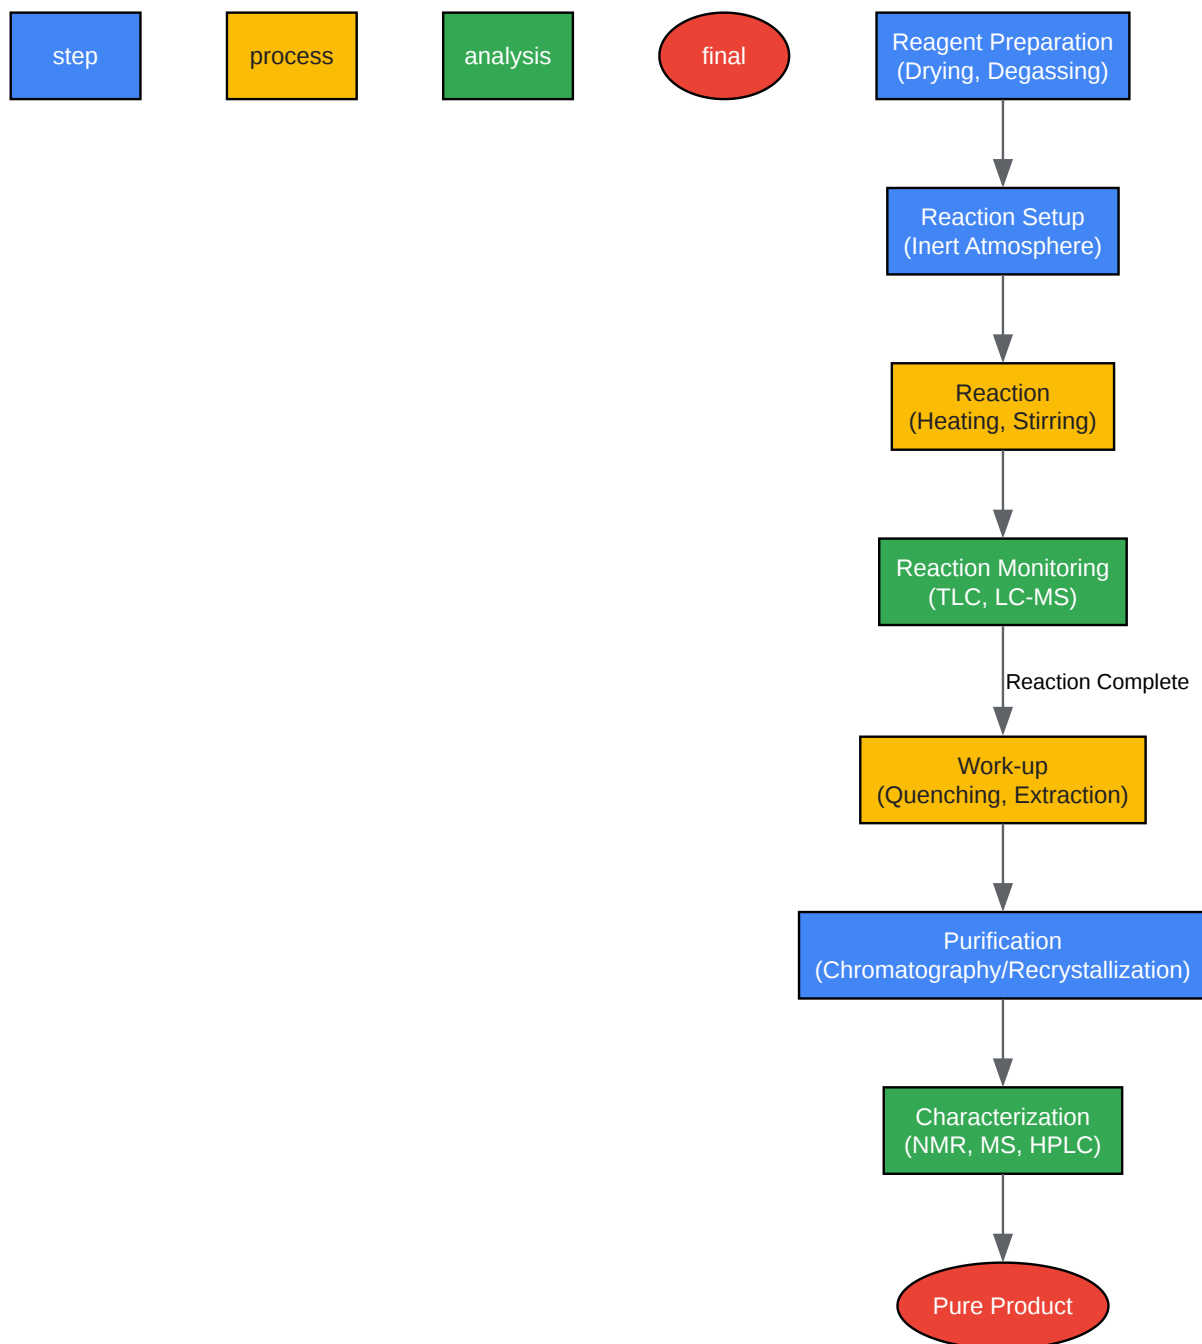 step
process
analysis
final
Reagent Preparation
(Drying, Degassing)
Reaction Setup
(Inert Atmosphere)
Reaction
(Heating, Stirring)
Reaction Monitoring
(TLC, LC-MS)
Reaction Complete
Work-up
(Quenching, Extraction)
Purification
(Chromatography/Recrystallization)
Characterization
(NMR, MS, HPLC)
Pure Product